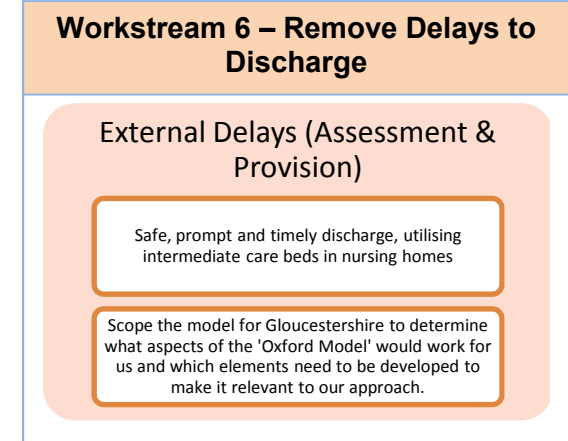 Workstream 6 – Remove Delays to
Discharge
External Delays (Assessment &
Provision)
Safe, prompt and timely discharge, utilising
intermediate care beds in nursing homes
Scope the model for Gloucestershire to determine
what aspects of the 'Oxford Model' would work for
us and which elements need to be developed to
make it relevant to our approach.